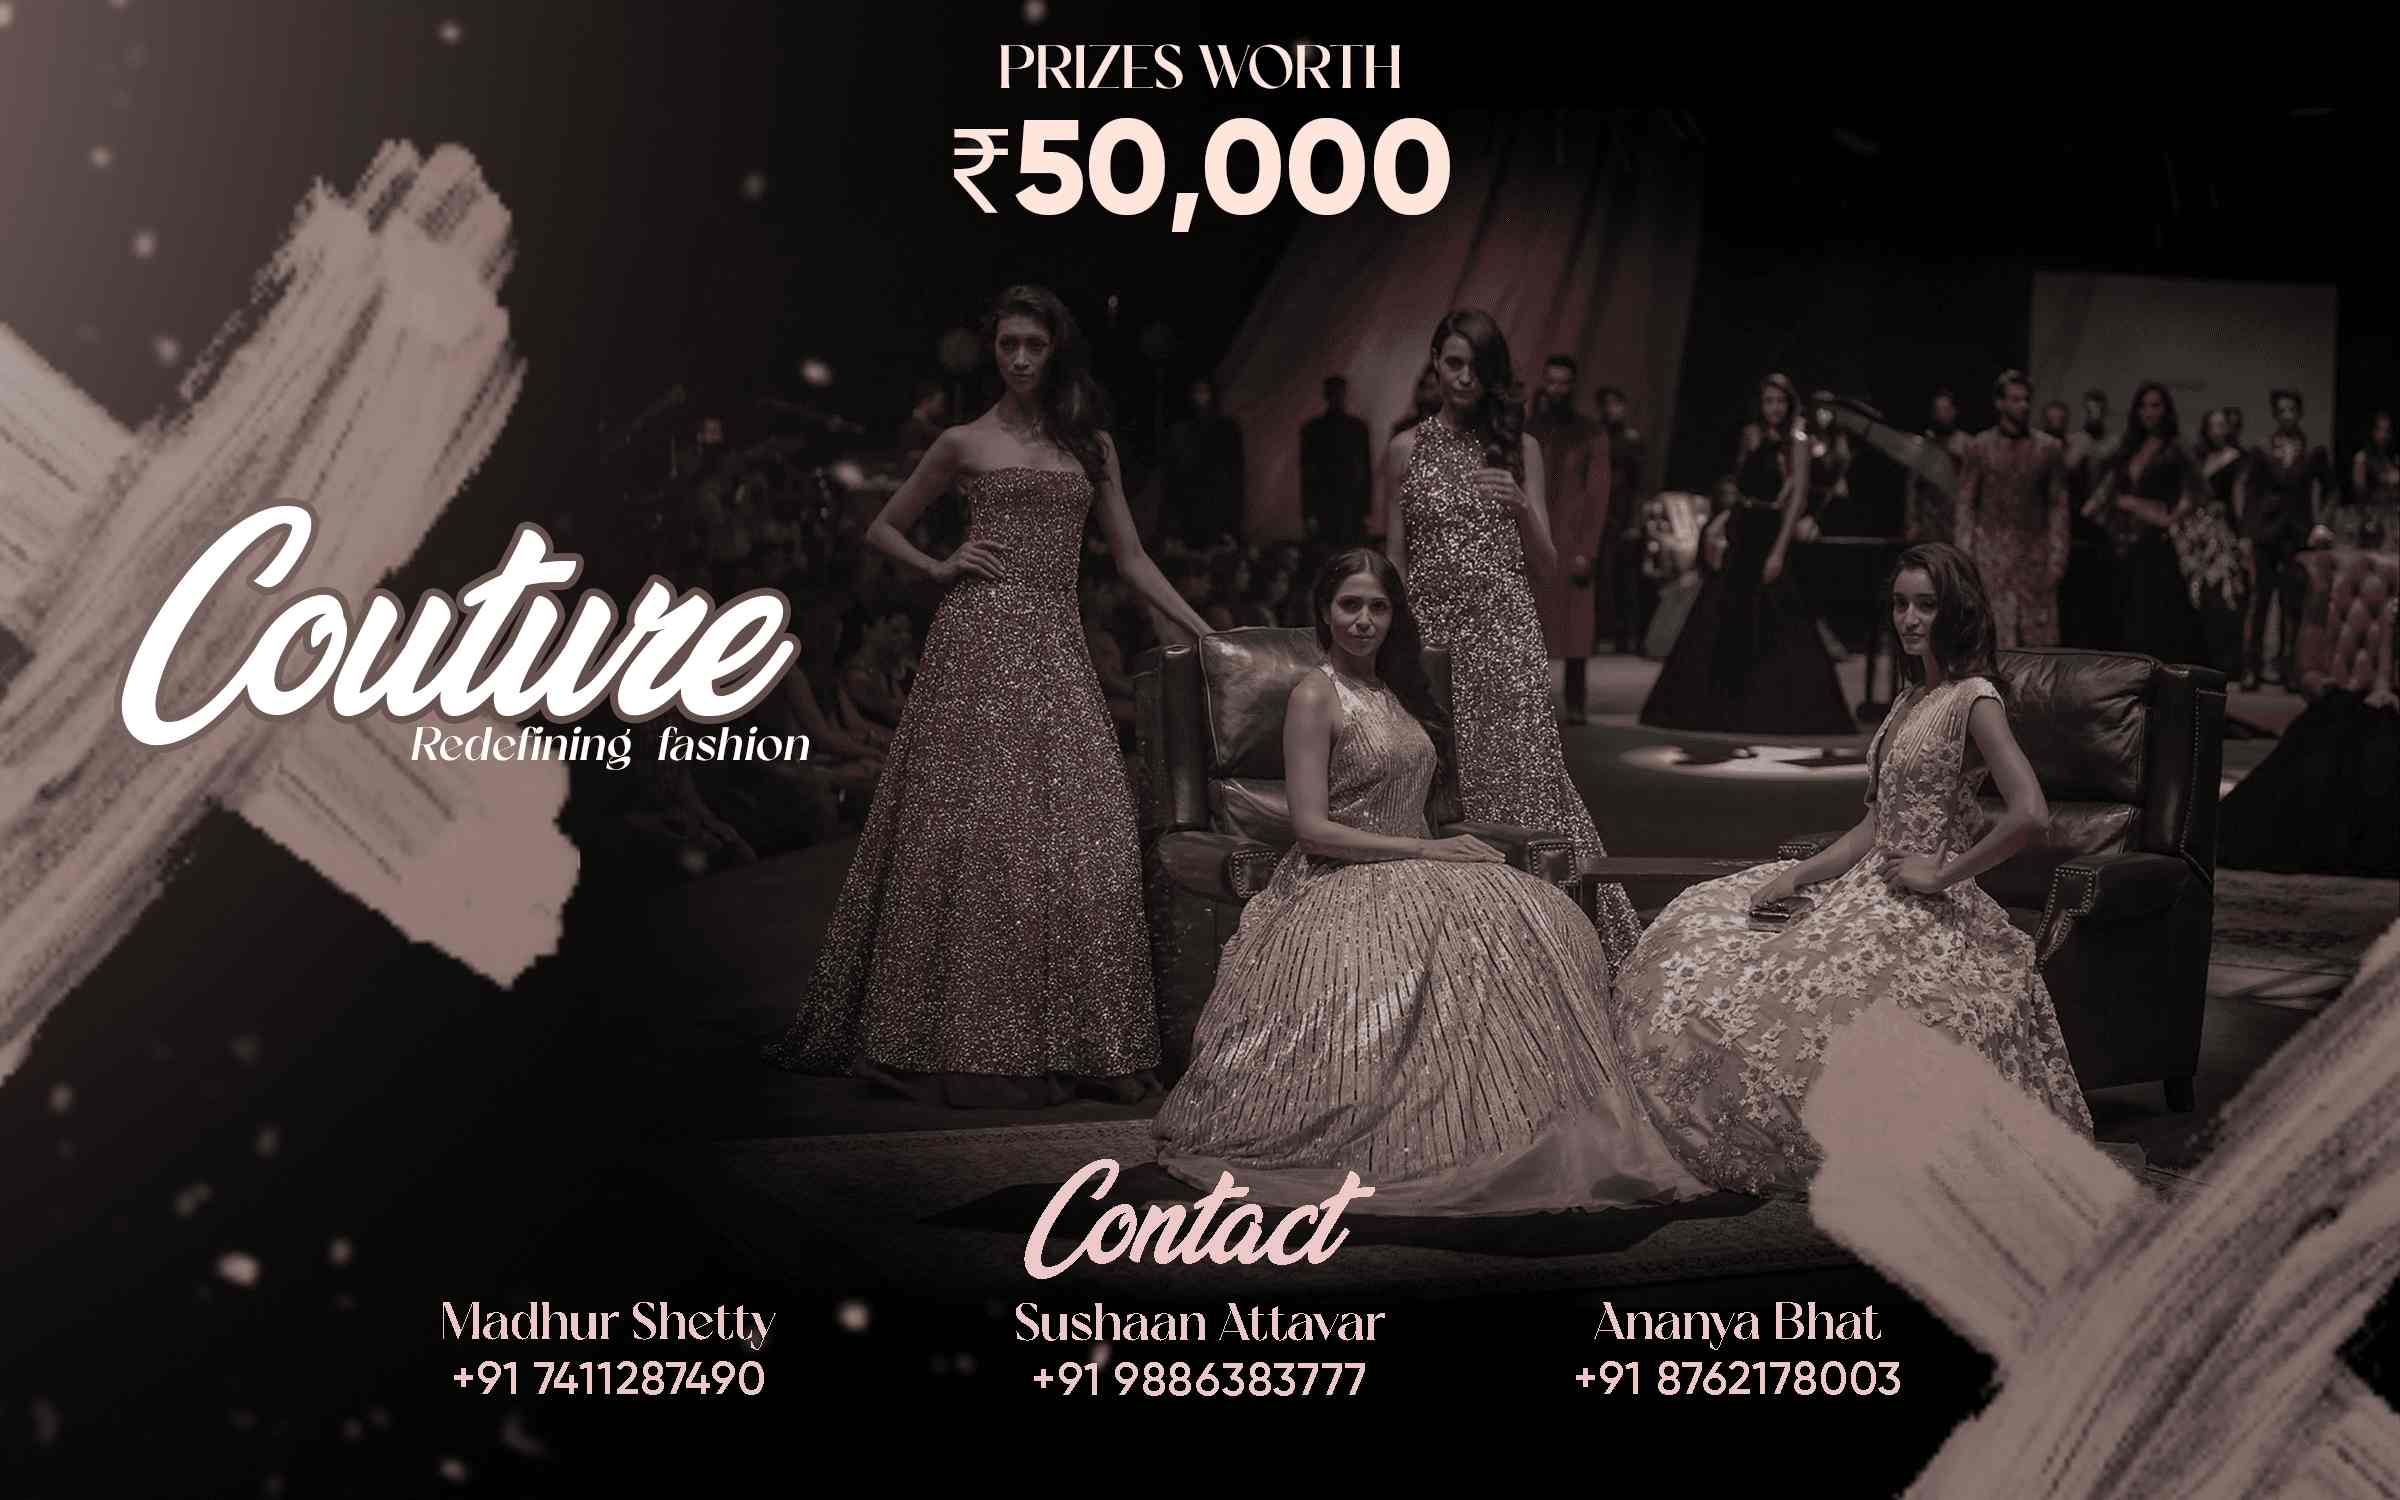 PRIZES WORTH
₹50,000
Couture
Redefining fashion
Contact
Madhur Shetty
+91 7411287490
Sushaan Attavar
+91 9886383777
Ananya Bhat
+91 8762178003